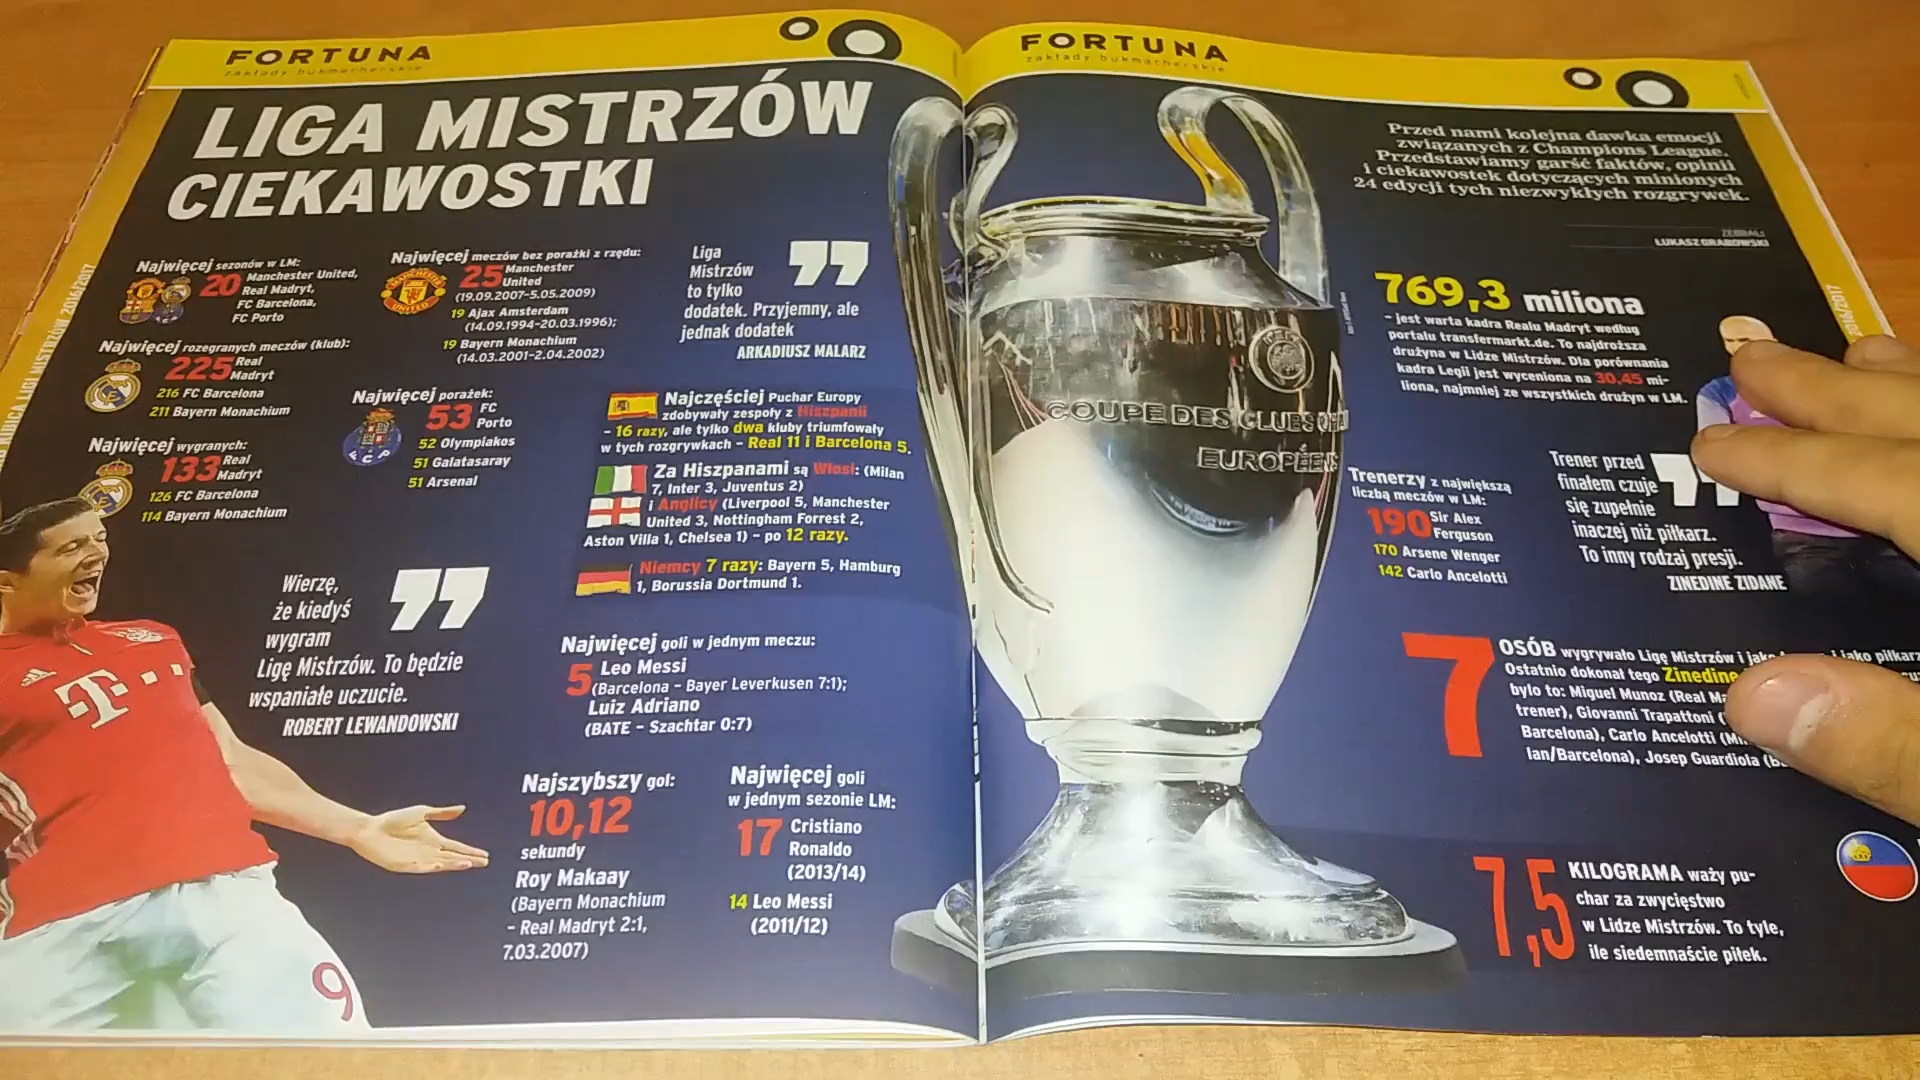 FORTUNA
zakłady bukmacherskie
LIGA MISTRZÓW
CIEKAWOSTKI
Najwięcej sezonów w LM:
20 Manchester United,
Real Madryt,
FC Barcelona,
FC Porto
Najwięcej rozegranych meczów (klub):
225 Real
Madryt
216 FC Barcelona
211 Bayern Monachium
Najwięcej wygranych:
133 Real
Madryt
126 FC Barcelona
114 Bayern Monachium
Najwięcej meczów bez porażki z rzędu:
25 Manchester
United
(19.09.2007-5.05.2009)
19 Ajax Amsterdam
(14.09.1994-20.03.1996);
19 Bayern Monachium
(14.03.2001-2.04.2002)
Najwięcej porażek:
53 FC
Porto
52 Olympiakos
51 Galatasaray
51 Arsenal
FCP
Liga
Mistrzów
to tylko
dodatek. Przyjemny, ale
jednak dodatek
ARKADIUSZ MALARZ
Najczęściej Puchar Europy
zdobywały zespoły z Hiszpanii
- 16 razy, ale tylko dwa kluby triumfowały
w tych rozgrywkach - Real 11 i Barcelona 5.
Za Hiszpanami są Włosi: (Milan
7, Inter 3, Juventus 2)
i Anglicy (Liverpool 5, Manchester
United 3, Nottingham Forrest 2,
Aston Villa 1, Chelsea 1) - po 12 razy.
Niemcy 7 razy: Bayern 5, Hamburg
1, Borussia Dortmund 1.
Wierzę,
że kiedyś
wygram
Ligę Mistrzów. To będzie
wspaniałe uczucie.
ROBERT LEWANDOWSKI
Najwięcej goli w jednym meczu:
5 Leo Messi
(Barcelona - Bayer Leverkusen 7:1);
Luiz Adriano
(BATE - Szachtar 0:7)
Najszybszy gol:
10,12
sekundy
Roy Makaay
(Bayern Monachium
- Real Madryt 2:1,
7.03.2007)
Najwięcej goli
w jednym sezonie LM:
17 Cristiano
Ronaldo
(2013/14)
14 Leo Messi
(2011/12)
T
9
KIBICA LIGI MISTRZÓW 2016/2017
FORTUNA
zakłady bukmacherskie
Przed nami kolejna dawka emocji
związanych z Champions League.
Przedstawiamy garść faktów, opinii
i ciekawostek dotyczących minionych
24 edycji tych niezwykłych rozgrywek.
ZEBRAŁ:
ŁUKASZ GRABOWSKI
COUPE DES CLUBS
EUROPÉENS
769,3 miliona
- jest warta kadra Realu Madryt według
portalu transfermarkt.de. To najdroższa
drużyna w Lidze Mistrzów. Dla porównania
kadra Legii jest wyceniona na 30,45 mi-
liona, najmniej ze wszystkich drużyn w LM.
Trenerzy z największą
liczbą meczów w LM:
190 Sir Alex
Ferguson
170 Arsene Wenger
142 Carlo Ancelotti
Trener przed
finałem czuje
się zupełnie
inaczej niż piłkarz.
To inny rodzaj presji.
ZINEDINE ZIDANE
7 OSÓB wygrywało Ligę Mistrzów i jako i jako piłkarz
Ostatnio dokonał tego Zinedine
było to: Miguel Munoz (Real
trener), Giovanni Trapattoni
Barcelona), Carlo Ancelotti
lan/Barcelona), Josep Guardiola
7,5 KILOGRAMA waży pu-
char za zwycięstwo
w Lidze Mistrzów. To tyle,
ile siedemnaście piłek.